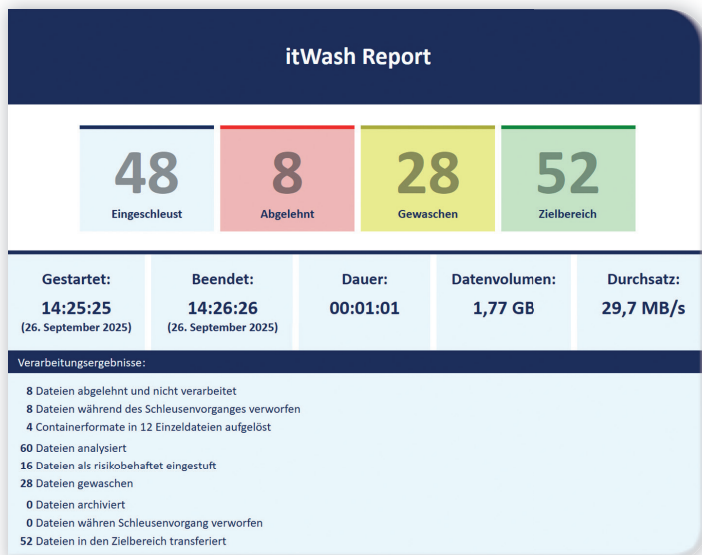 itWash Report
48
Eingeschleust
8
Abgelehnt
28
Gewaschen
52
Zielbereich
Gestartet:
14:25:25
(26. September 2025)
Beendet:
14:26:26
(26. September 2025)
Dauer:
00:01:01
Datenvolumen:
1,77 GB
Durchsatz:
29,7 MB/s
Verarbeitungsergebnisse:
8 Dateien abgelehnt und nicht verarbeitet
8 Dateien während des Schleusenvorganges verworfen
4 Containerformate in 12 Einzeldateien aufgelöst
60 Dateien analysiert
16 Dateien als risikobehaftet eingestuft
28 Dateien gewaschen
0 Dateien archiviert
0 Dateien währen Schleusenvorgang verworfen
52 Dateien in den Zielbereich transferiert